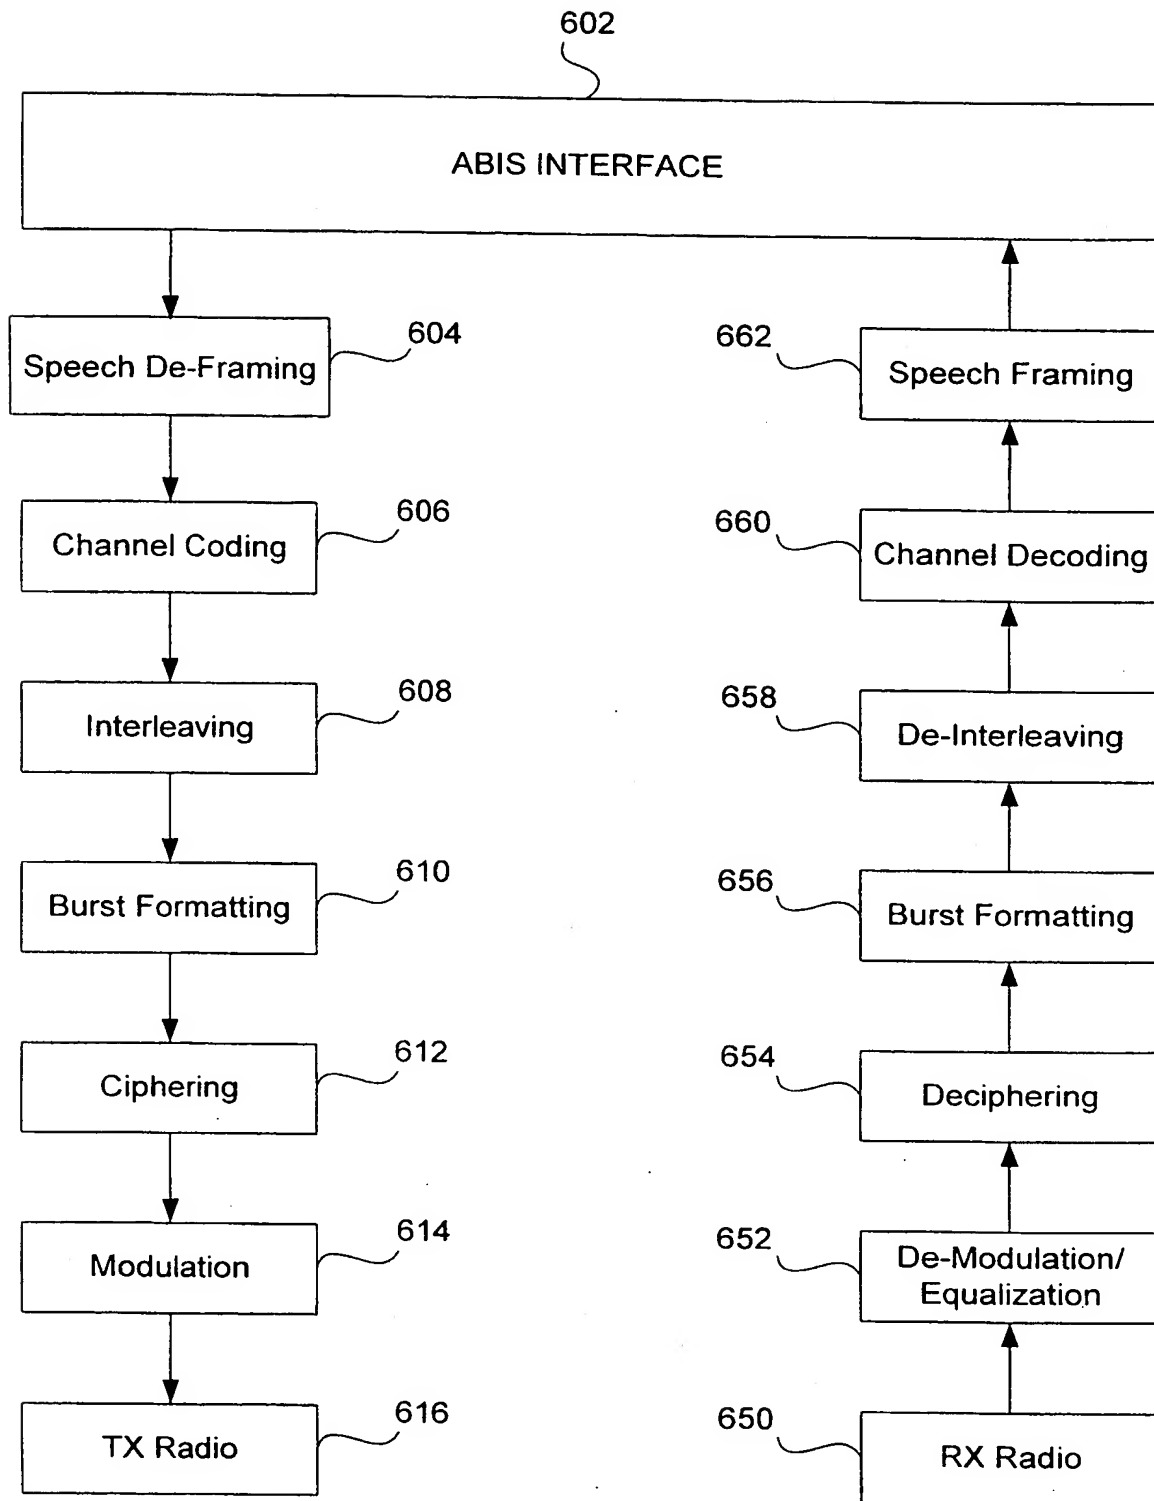 602
ABIS INTERFACE
604
Speech De-Framing
662
Speech Framing
606
Channel Coding
660
Channel Decoding
608
Interleaving
658
De-Interleaving
610
Burst Formatting
656
Burst Formatting
612
Ciphering
654
Deciphering
614
Modulation
652
De-Modulation/
Equalization
616
TX Radio
650
RX Radio